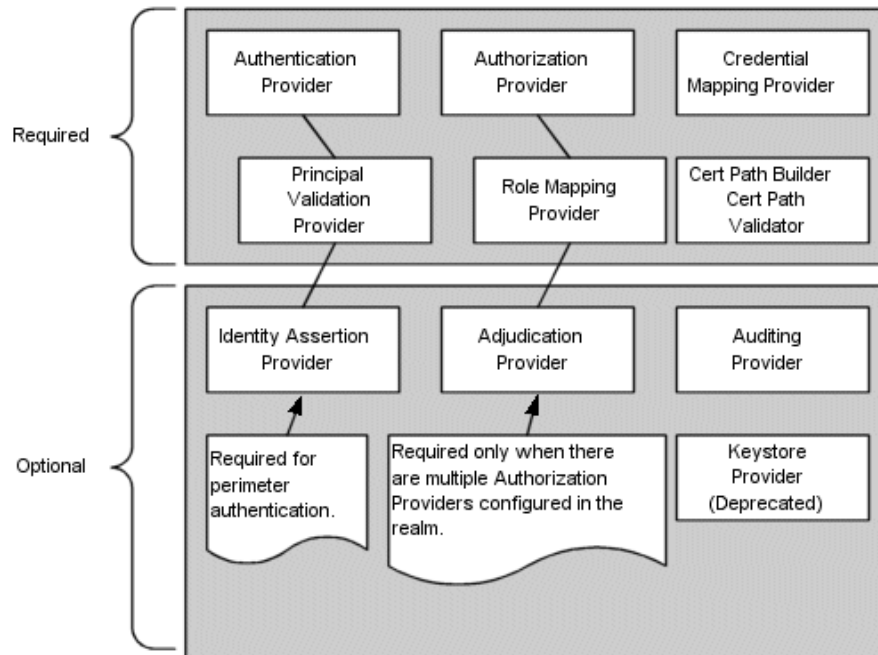 Authentication
Provider
Authorization
Provider
Credential
Mapping Provider
Required
Principal
Validation
Provider
Role Mapping
Provider
Cert Path Builder
Cert Path
Validator
Identity Assertion
Provider
Adjudication
Provider
Auditing
Provider
Optional
Required for
perimeter
authentication.
Required only when there
are multiple Authorization
Providers configured in the
realm.
Keystore
Provider
(Deprecated)